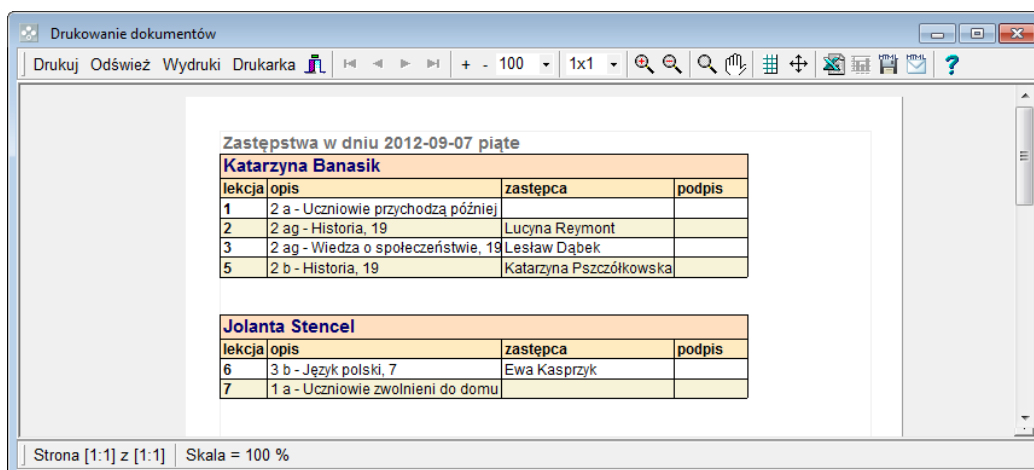 Drukowanie dokumentów
Drukuj Odśwież Wydruki Drukarka + - 100 1x1 ?
Zastępstwa w dniu 2012-09-07 piąte
Katarzyna Banasik
lekcja opis zastępca podpis
1 2 a - Uczniowie przychodzą później
2 2 ag - Historia, 19 Lucyna Reymont
3 2 ag - Wiedza o społeczeństwie, 19 Lesław Dąbek
5 2 b - Historia, 19 Katarzyna Pszczółkowska
Jolanta Stencel
lekcja opis zastępca podpis
6 3 b - Język polski, 7 Ewa Kasprzyk
7 1 a - Uczniowie zwolnieni do domu
Strona [1:1] z [1:1] Skala = 100 %